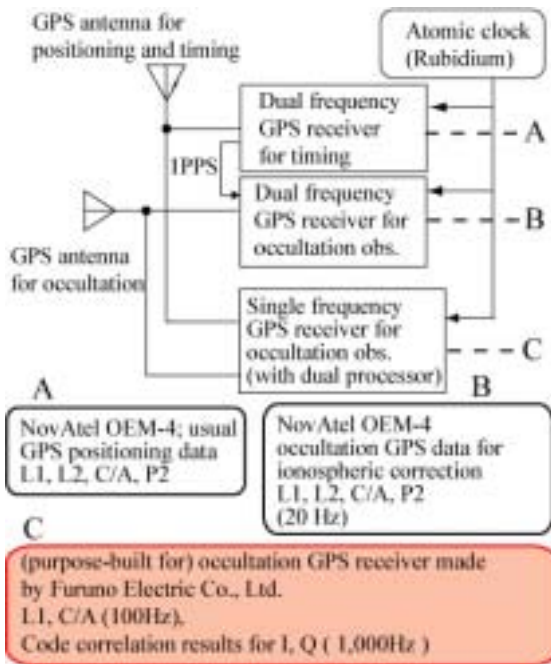 GPS antenna for
positioning and timing
Atomic clock
(Rubidium)
Dual frequency
GPS receiver
for timing
A
1PPS
Dual frequency
GPS receiver for
occultation obs.
B
GPS antenna
for occultation
Single frequency
GPS receiver for
occultation obs.
(with dual processor)
C
A
NovAtel OEM-4; usual
GPS positioning data
L1, L2, C/A, P2
B
NovAtel OEM-4
occultation GPS data for
ionospheric correction
L1, L2, C/A, P2
(20 Hz)
C
(purpose-built for) occultation GPS receiver made
by Furuno Electric Co., Ltd.
L1, C/A (100Hz),
Code correlation results for I, Q ( 1,000Hz )